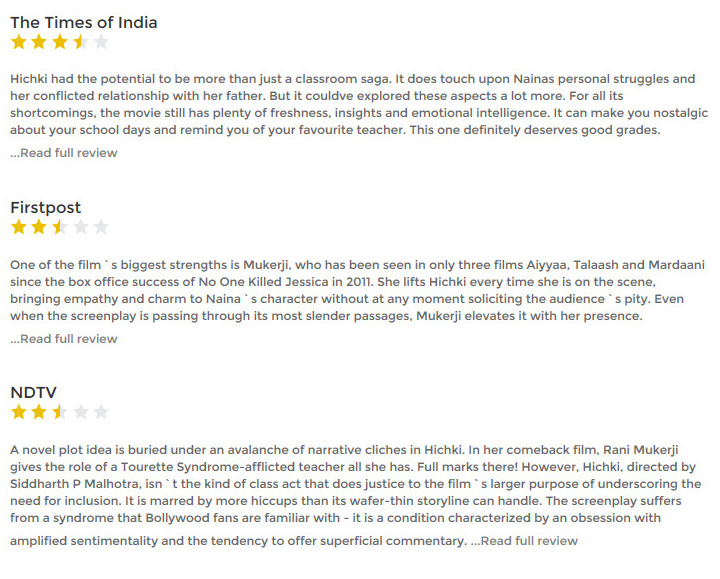 The Times of India
Hichki had the potential to be more than just a classroom saga. It does touch upon Nainas personal struggles and
her conflicted relationship with her father. But it couldve explored these aspects a lot more. For all its
shortcomings, the movie still has plenty of freshness, insights and emotional intelligence. It can make you nostalgic
about your school days and remind you of your favourite teacher. This one definitely deserves good grades.
...Read full review
Firstpost
One of the film`s biggest strengths is Mukerji, who has been seen in only three films Aiyyaa, Talaash and Mardaani
since the box office success of No One Killed Jessica in 2011. She lifts Hichki every time she is on the scene,
bringing empathy and charm to Naina`s character without at any moment soliciting the audience`s pity. Even
when the screenplay is passing through its most slender passages, Mukerji elevates it with her presence.
...Read full review
NDTV
A novel plot idea is buried under an avalanche of narrative cliches in Hichki. In her comeback film, Rani Mukerji
gives the role of a Tourette Syndrome-afflicted teacher all she has. Full marks there! However, Hichki, directed by
Siddharth P Malhotra, isn`t the kind of class act that does justice to the film`s larger purpose of underscoring the
need for inclusion. It is marred by more hiccups than its wafer-thin storyline can handle. The screenplay suffers
from a syndrome that Bollywood fans are familiar with - it is a condition characterized by an obsession with
amplified sentimentality and the tendency to offer superficial commentary. ...Read full review